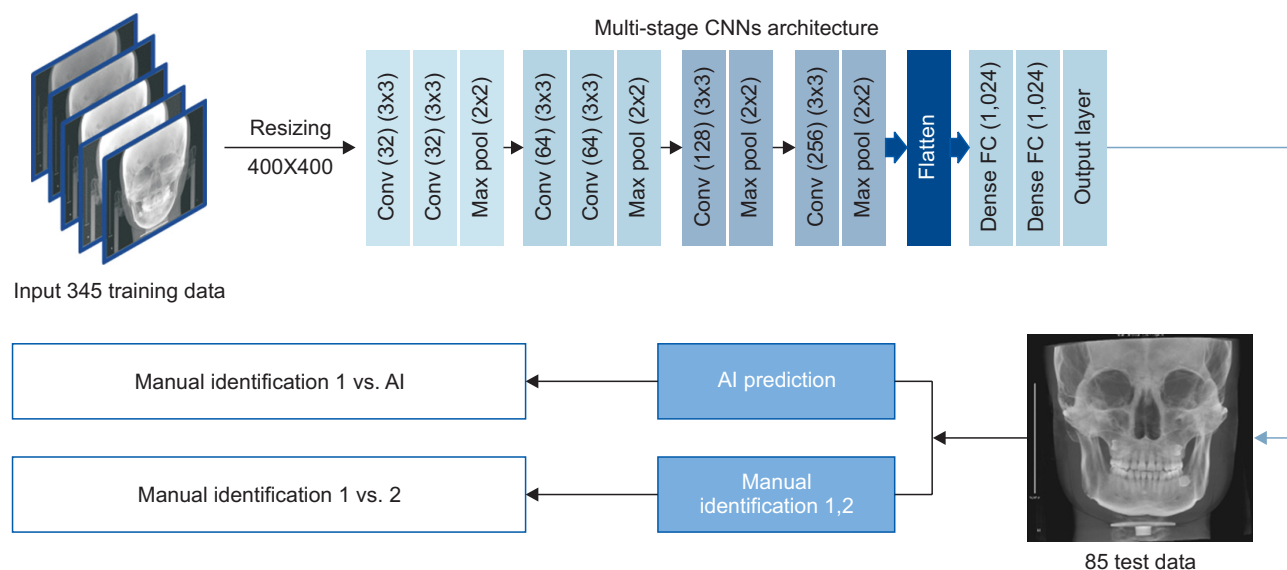 Multi-stage CNNs architecture
Resizing
400X400
Conv (32) (3x3)
Conv (32) (3x3)
Max pool (2x2)
Conv (64) (3x3)
Conv (64) (3x3)
Max pool (2x2)
Conv (128) (3x3)
Max pool (2x2)
Conv (256) (3x3)
Max pool (2x2)
Flatten
Dense FC (1,024)
Dense FC (1,024)
Output layer
Input 345 training data
Manual identification 1 vs. AI
AI prediction
Manual identification 1 vs. 2
Manual
identification 1,2
85 test data